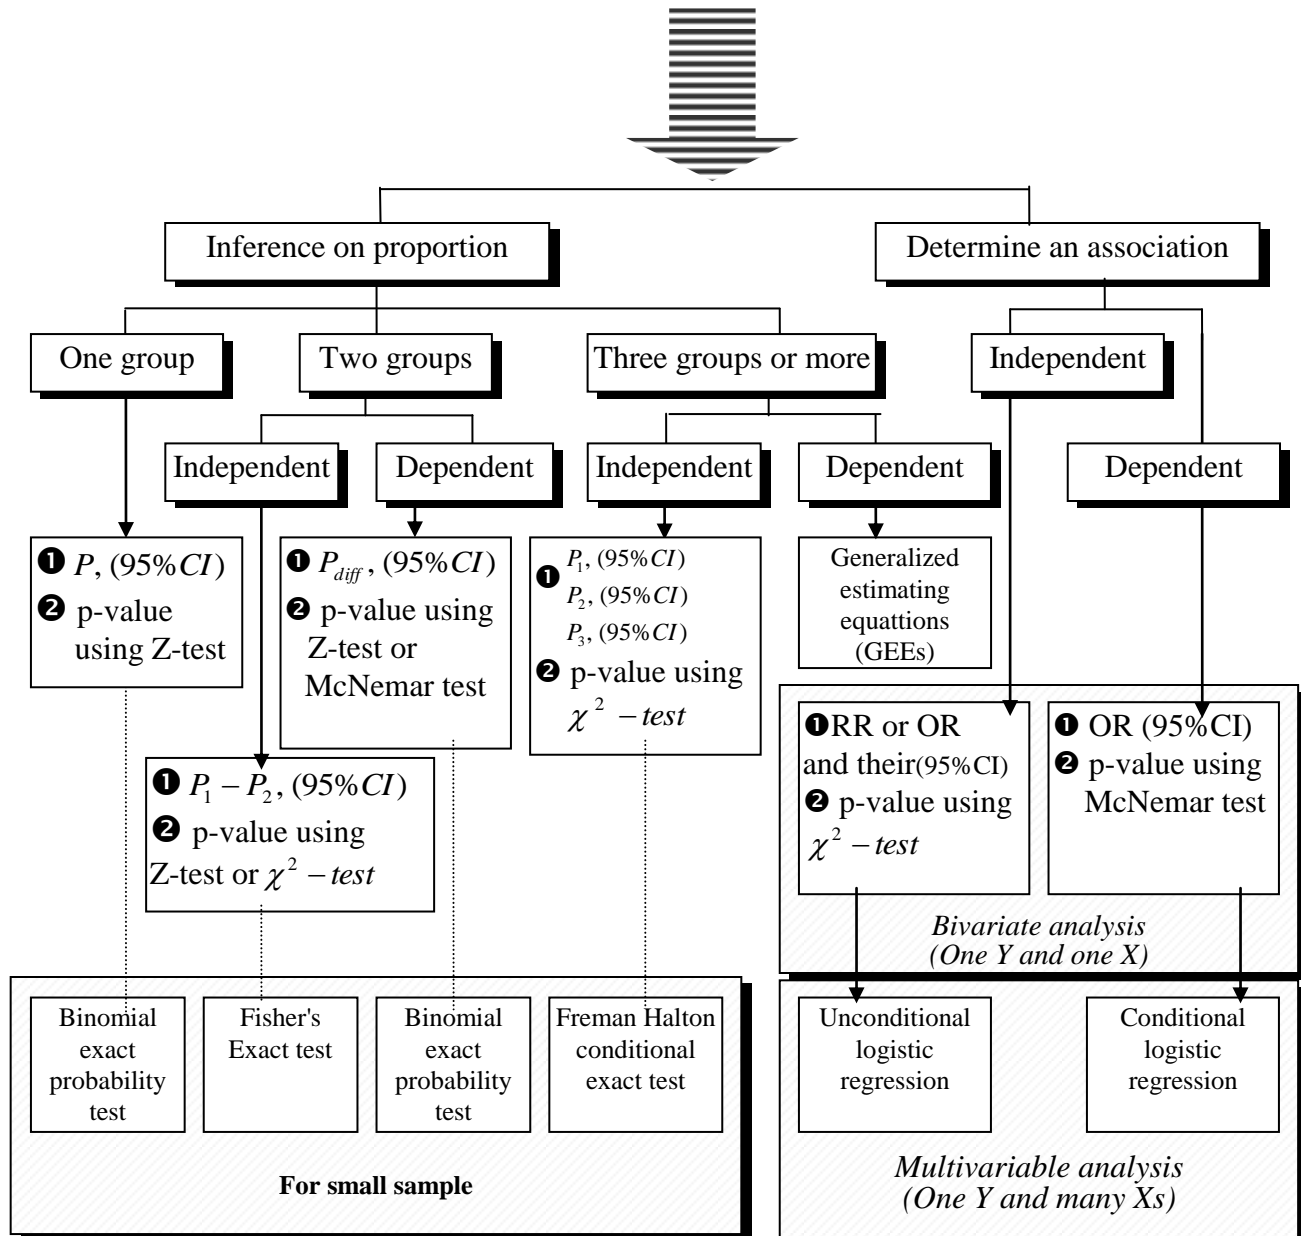 Inference on proportion
Determine an association
One group
Two groups
Three groups or more
Independent
Independent
Dependent
Independent
Dependent
Dependent
❶ P, (95%CI)
❷ p-value
using Z-test
❶ P_diff, (95%CI)
❷ p-value using
Z-test or
McNemar test
❶ P_1, (95%CI)
P_2, (95%CI)
P_3, (95%CI)
❷ p-value using
χ² – test
Generalized
estimating
equattions
(GEEs)
❶ P_1 – P_2, (95%CI)
❷ p-value using
Z-test or χ² – test
❶RR or OR
and their(95%CI)
❷ p-value using
χ² – test
❶ OR (95%CI)
❷ p-value using
McNemar test
Bivariate analysis
(One Y and one X)
Binomial
exact
probability
test
Fisher's
Exact test
Binomial
exact
probability
test
Freman Halton
conditional
exact test
For small sample
Unconditional
logistic
regression
Conditional
logistic
regression
Multivariable analysis
(One Y and many Xs)